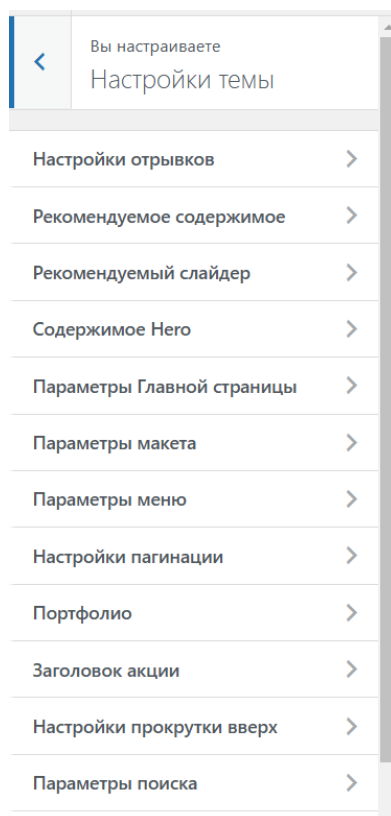 Вы настраиваете
Настройки темы
Настройки отрывков
Рекомендуемое содержимое
Рекомендуемый слайдер
Содержимое Hero
Параметры Главной страницы
Параметры макета
Параметры меню
Настройки пагинации
Портфолио
Заголовок акции
Настройки прокрутки вверх
Параметры поиска